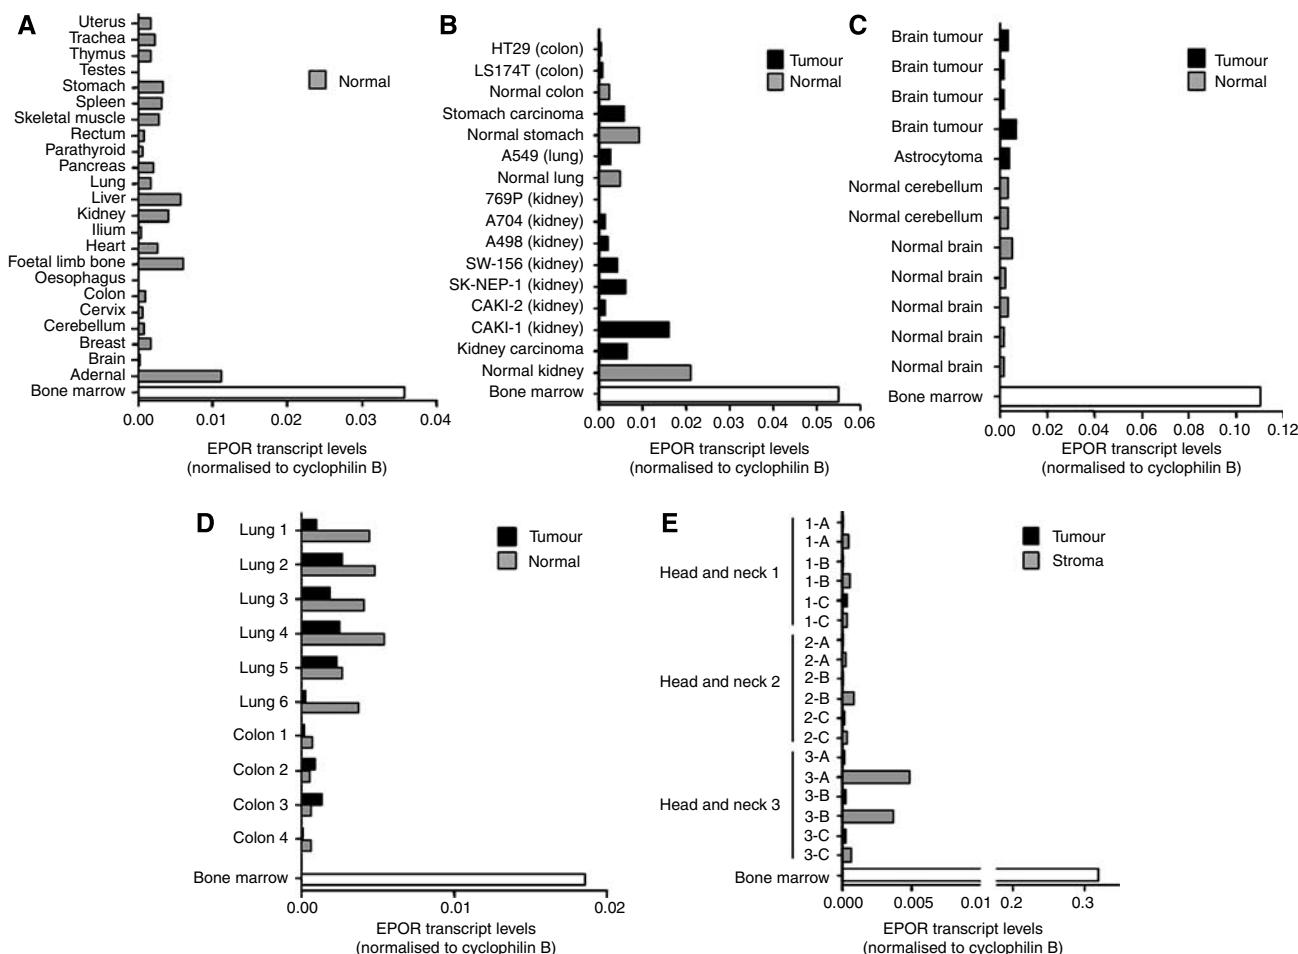 A
Uterus
Trachea
Thymus
Testes
Stomach
Spleen
Skeletal muscle
Rectum
Parathyroid
Pancreas
Lung
Liver
Kidney
Ilium
Heart
Foetal limb bone
Oesophagus
Colon
Cervix
Cerebellum
Breast
Brain
Adernal
Bone marrow
Normal
0.00 0.01 0.02 0.03 0.04
EPOR transcript levels
(normalised to cyclophilin B)
B
HT29 (colon)
LS174T (colon)
Normal colon
Stomach carcinoma
Normal stomach
A549 (lung)
Normal lung
769P (kidney)
A704 (kidney)
A498 (kidney)
SW-156 (kidney)
SK-NEP-1 (kidney)
CAKI-2 (kidney)
CAKI-1 (kidney)
Kidney carcinoma
Normal kidney
Bone marrow
Tumour
Normal
0.00 0.01 0.02 0.03 0.04 0.05 0.06
EPOR transcript levels
(normalised to cyclophilin B)
C
Brain tumour
Brain tumour
Brain tumour
Brain tumour
Astrocytoma
Normal cerebellum
Normal cerebellum
Normal brain
Normal brain
Normal brain
Normal brain
Normal brain
Bone marrow
Tumour
Normal
0.00 0.02 0.04 0.06 0.08 0.10 0.12
EPOR transcript levels
(normalised to cyclophilin B)
D
Lung 1
Lung 2
Lung 3
Lung 4
Lung 5
Lung 6
Colon 1
Colon 2
Colon 3
Colon 4
Bone marrow
Tumour
Normal
0.00 0.01 0.02
EPOR transcript levels
(normalised to cyclophilin B)
E
Head and neck 1
1-A
1-A
1-B
1-B
1-C
1-C
Head and neck 2
2-A
2-A
2-B
2-B
2-C
2-C
Head and neck 3
3-A
3-A
3-B
3-B
3-C
3-C
Bone marrow
Tumour
Stroma
0.000 0.005 0.01 0.2 0.3
EPOR transcript levels
(normalised to cyclophilin B)